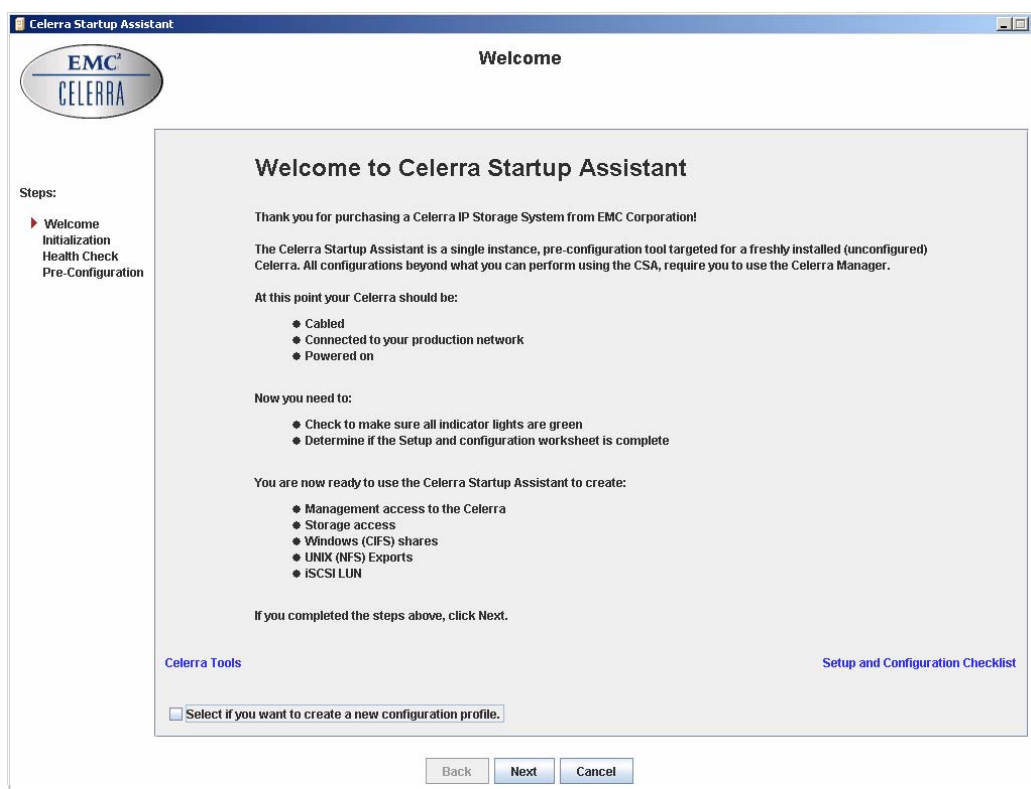 Celerra Startup Assistant
EMC²
CELERRA
Welcome
Steps:
Welcome
Initialization
Health Check
Pre-Configuration
Welcome to Celerra Startup Assistant
Thank you for purchasing a Celerra IP Storage System from EMC Corporation!
The Celerra Startup Assistant is a single instance, pre-configuration tool targeted for a freshly installed (unconfigured)
Celerra. All configurations beyond what you can perform using the CSA, require you to use the Celerra Manager.
At this point your Celerra should be:
Cabled
Connected to your production network
Powered on
Now you need to:
Check to make sure all indicator lights are green
Determine if the Setup and configuration worksheet is complete
You are now ready to use the Celerra Startup Assistant to create:
Management access to the Celerra
Storage access
Windows (CIFS) shares
UNIX (NFS) Exports
iSCSI LUN
If you completed the steps above, click Next.
Celerra Tools
Setup and Configuration Checklist
Select if you want to create a new configuration profile.
Back
Next
Cancel